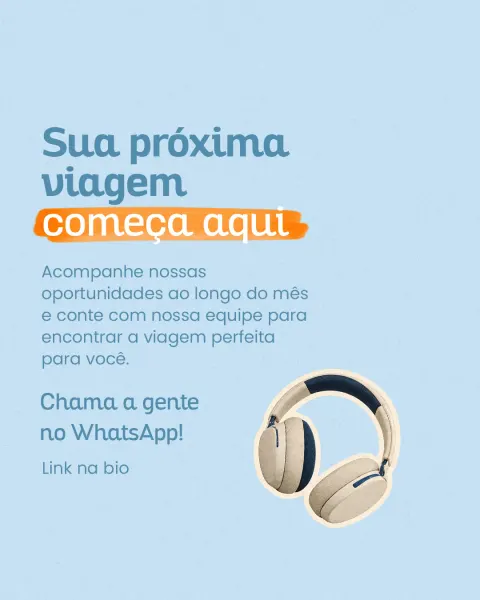 Sua próxima
viagem
começa aqui
Acompanhe nossas
oportunidades ao longo do mês
e conte com nossa equipe para
encontrar a viagem perfeita
para você.
Chama a gente
no WhatsApp!
Link na bio